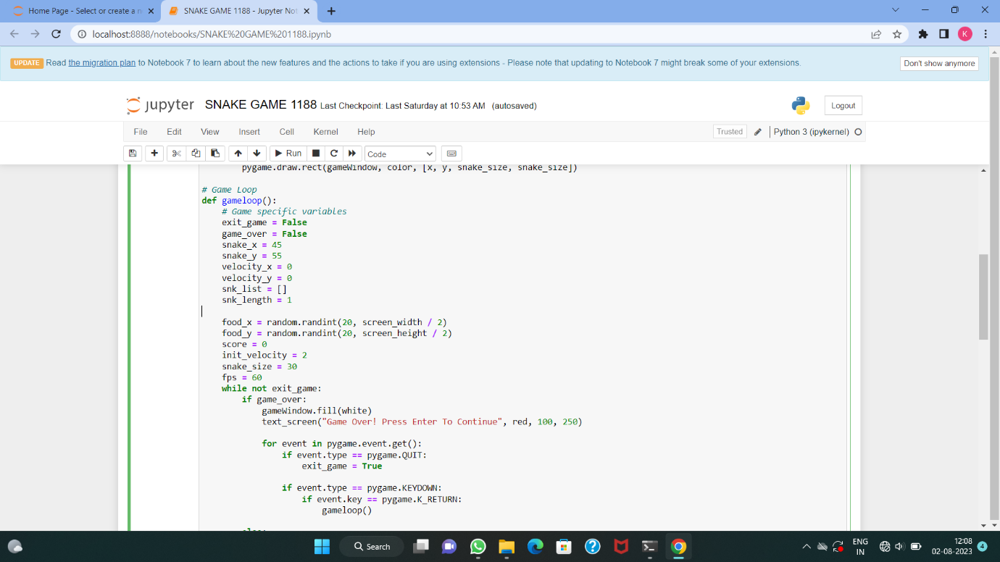 Home Page - Select or create a n
SNAKE GAME 1188 - Jupyter Not
localhost:8888/notebooks/SNAKE%20GAME%201188.ipynb
K
UPDATE Read the migration plan to Notebook 7 to learn about the new features and the actions to take if you are using extensions - Please note that updating to Notebook 7 might break some of your extensions.
Don't show anymore
jupyter SNAKE GAME 1188 Last Checkpoint: Last Saturday at 10:53 AM (autosaved)
Logout
File Edit View Insert Cell Kernel Help
Trusted Python 3 (ipykernel)
Run Code
pygame.draw.rect(gameWindow, color, [x, y, snake_size, snake_size])
# Game Loop
def gameloop():
# Game specific variables
exit_game = False
game_over = False
snake_x = 45
snake_y = 55
velocity_x = 0
velocity_y = 0
snk_list = []
snk_length = 1
food_x = random.randint(20, screen_width / 2)
food_y = random.randint(20, screen_height / 2)
score = 0
init_velocity = 2
snake_size = 30
fps = 60
while not exit_game:
if game_over:
gameWindow.fill(white)
text_screen("Game Over! Press Enter To Continue", red, 100, 250)
for event in pygame.event.get():
if event.type == pygame.QUIT:
exit_game = True
if event.type == pygame.KEYDOWN:
if event.key == pygame.K_RETURN:
gameloop()
else:
Search
ENG
IN
12:08
02-08-2023
4